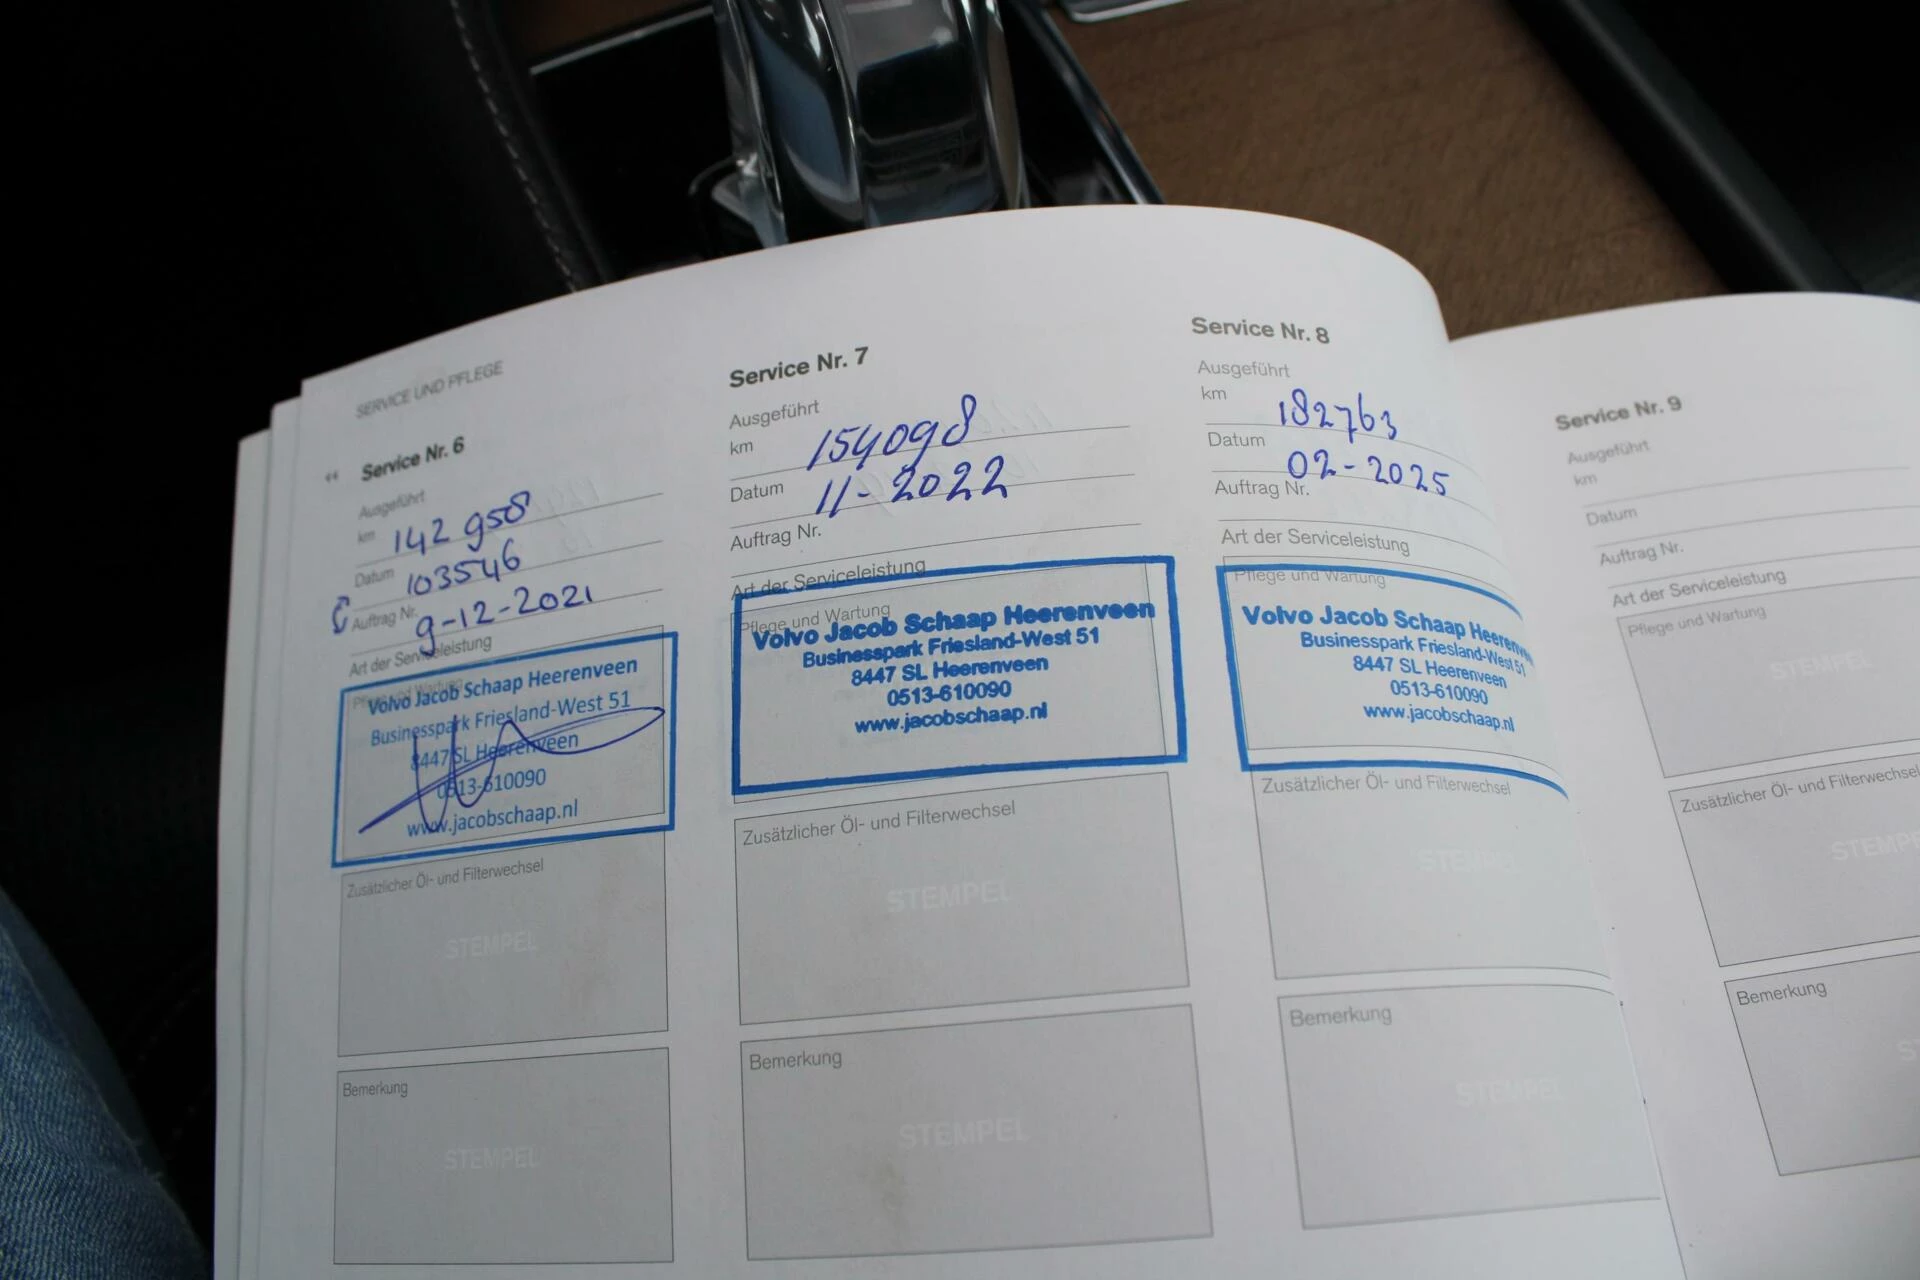 SERVICE UND PFLEGE
Service Nr. 6
Ausgeführt
km 142 958
Datum 103546
Auftrag Nr. 9-12-2021
Art der Serviceleistung
Pflege und Wartung
Volvo Jacob Schaap Heerenveen
Businesspark Friesland-West 51
8447 SL Heerenveen
0513-610090
www.jacobschaap.nl
Zusätzlicher Öl- und Filterwechsel
STEMPEL
Bemerkung
STEMPEL
Service Nr. 7
Ausgeführt
km 154098
Datum 11-2022
Auftrag Nr.
Art der Serviceleistung
Pflege und Wartung
Volvo Jacob Schaap Heerenveen
Businesspark Friesland-West 51
8447 SL Heerenveen
0513-610090
www.jacobschaap.nl
Zusätzlicher Öl- und Filterwechsel
STEMPEL
Bemerkung
STEMPEL
Service Nr. 8
Ausgeführt
km 182763
Datum 02-2025
Auftrag Nr.
Art der Serviceleistung
Pflege und Wartung
Volvo Jacob Schaap Heerenveen
Businesspark Friesland-West 51
8447 SL Heerenveen
0513-610090
www.jacobschaap.nl
Zusätzlicher Öl- und Filterwechsel
STEMPEL
Bemerkung
STEMPEL
Service Nr. 9
Ausgeführt
km
Datum
Auftrag Nr.
Art der Serviceleistung
Pflege und Wartung
STEMPEL
Zusätzlicher Öl- und Filterwechsel
STEMPE
Bemerkung